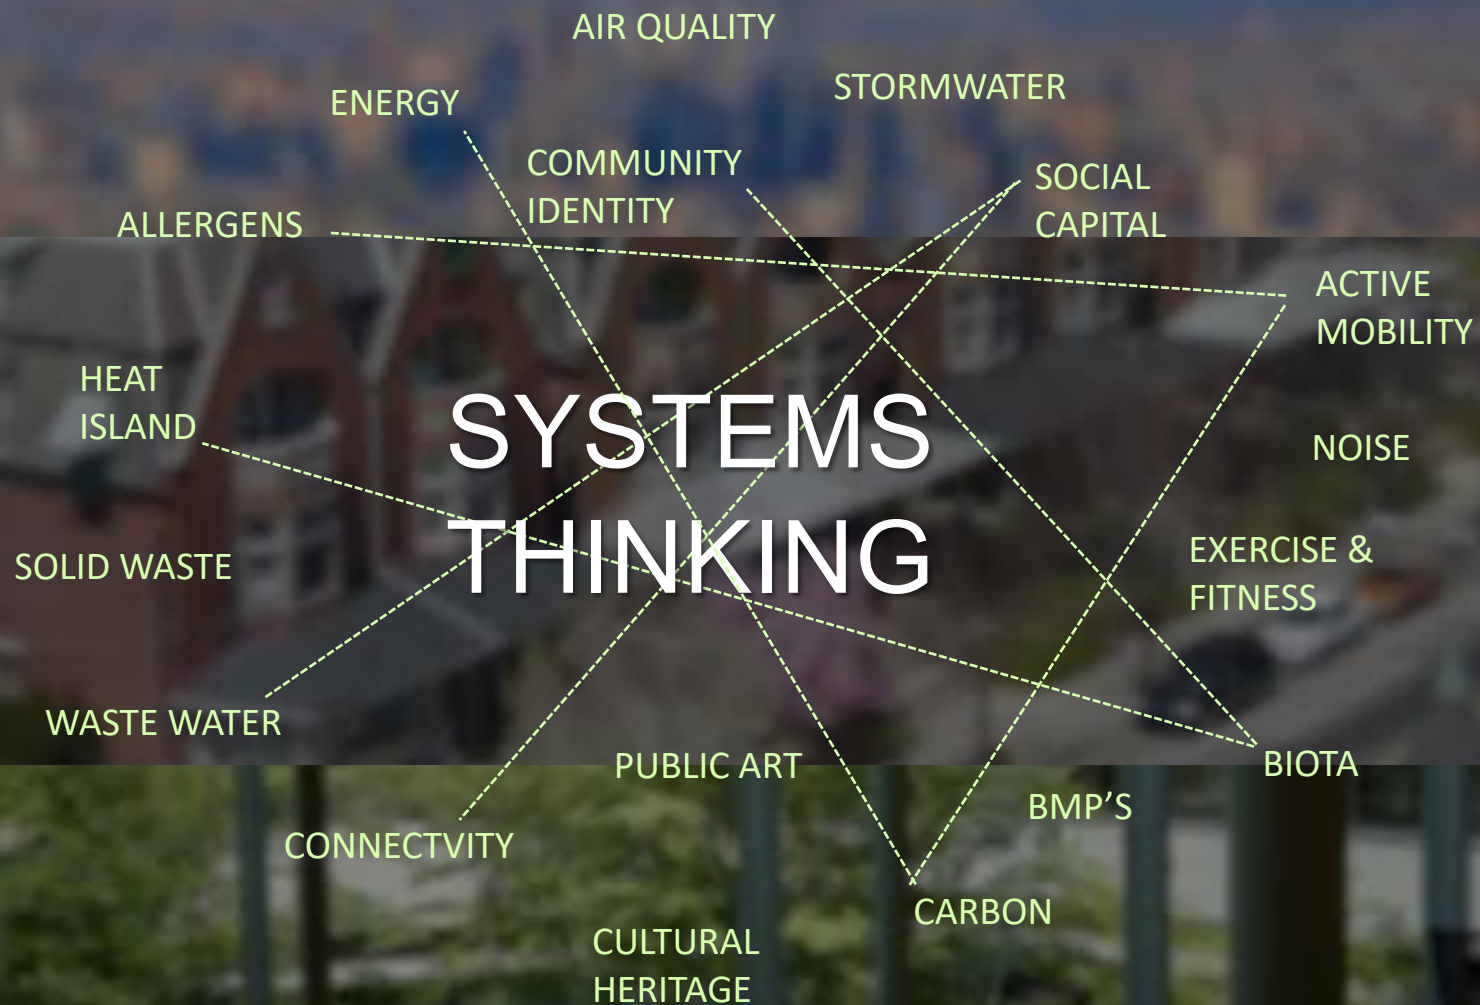 AIR QUALITY
STORMWATER
ENERGY
COMMUNITY
IDENTITY
SOCIAL
CAPITAL
ALLERGENS
ACTIVE
MOBILITY
HEAT
ISLAND
SYSTEMS
THINKING
NOISE
EXERCISE &
FITNESS
SOLID WASTE
WASTE WATER
PUBLIC ART
BIOTA
BMP’S
CONNECTVITY
CARBON
CULTURAL
HERITAGE